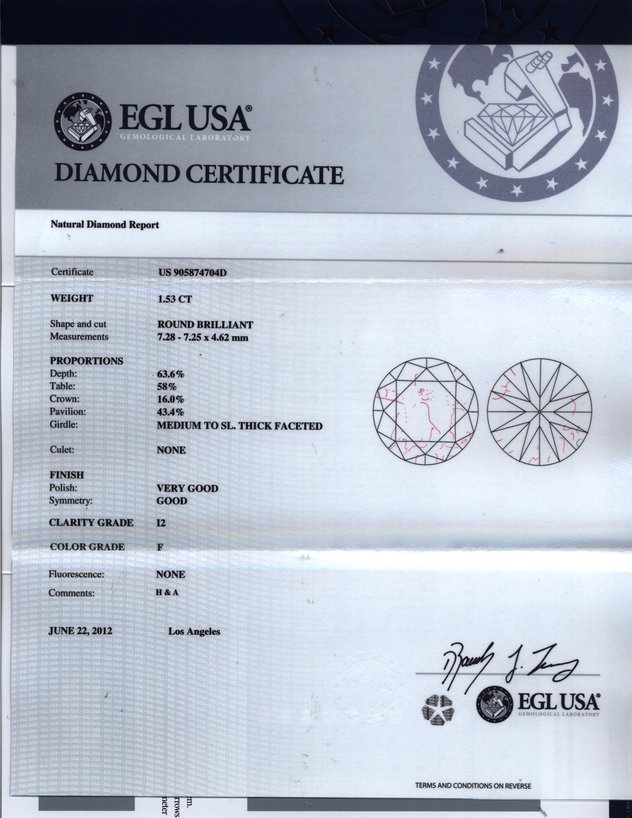 EGL USA®
GEMOLOGICAL LABORATORY
DIAMOND CERTIFICATE
Natural Diamond Report
Certificate US 905874704D
WEIGHT 1.53 CT
Shape and cut ROUND BRILLIANT
Measurements 7.28 - 7.25 x 4.62 mm
PROPORTIONS
Depth: 63.6%
Table: 58%
Crown: 16.0%
Pavilion: 43.4%
Girdle: MEDIUM TO SL. THICK FACETED
Culet: NONE
FINISH
Polish: VERY GOOD
Symmetry: GOOD
CLARITY GRADE I2
COLOR GRADE F
Fluorescence: NONE
Comments: H & A
JUNE 22, 2012 Los Angeles
EGL USA®
GEMOLOGICAL LABORATORY
TERMS AND CONDITIONS ON REVERSE